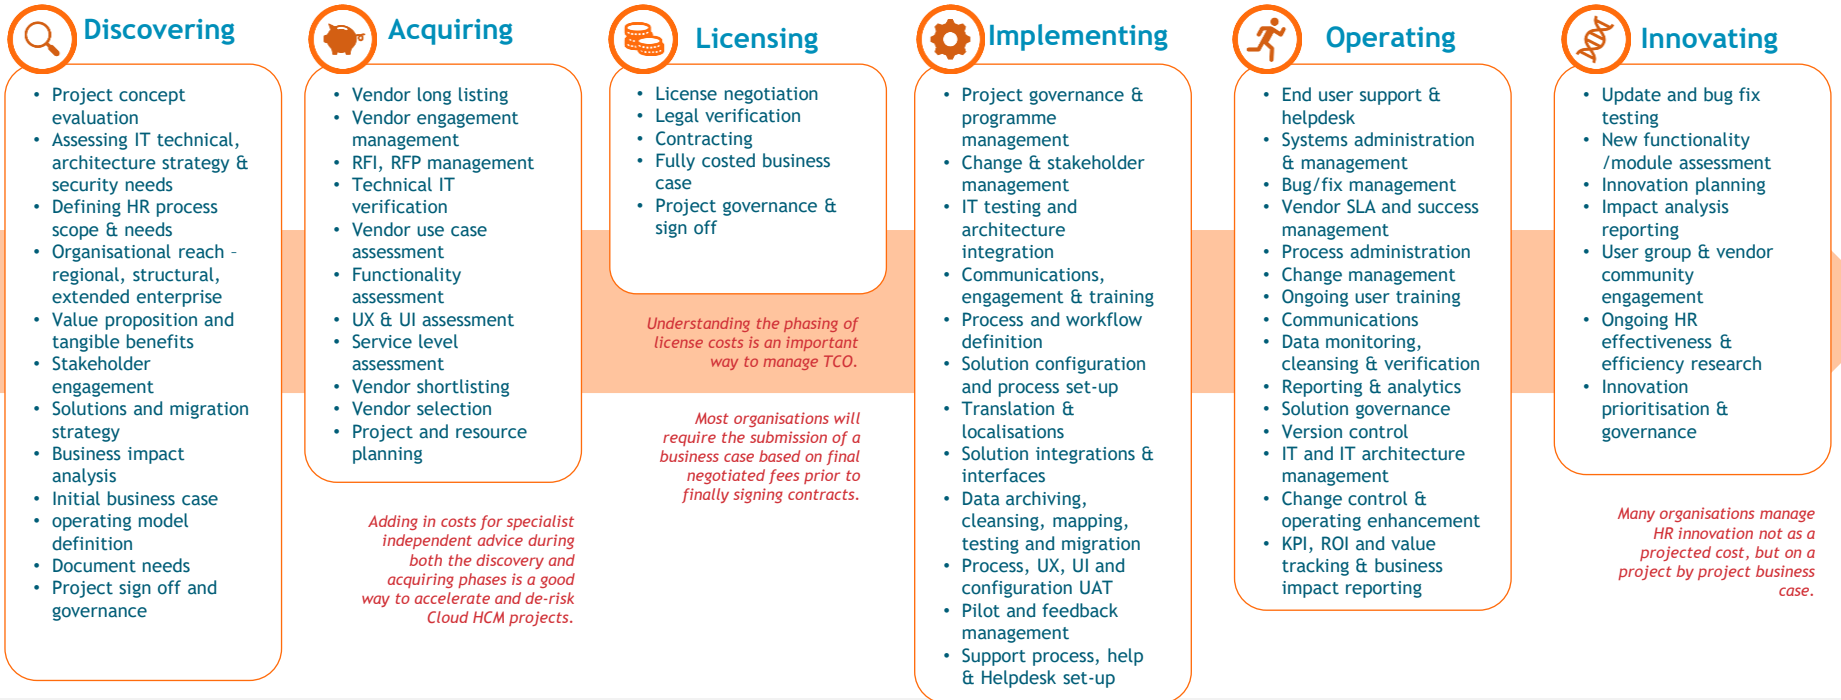 Discovering
• Project concept
evaluation
• Assessing IT technical,
architecture strategy &
security needs
• Defining HR process
scope & needs
• Organisational reach –
regional, structural,
extended enterprise
• Value proposition and
tangible benefits
• Stakeholder
engagement
• Solutions and migration
strategy
• Business impact
analysis
• Initial business case
• operating model
definition
• Document needs
• Project sign off and
governance
Acquiring
• Vendor long listing
• Vendor engagement
management
• RFI, RFP management
• Technical IT
verification
• Vendor use case
assessment
• Functionality
assessment
• UX & UI assessment
• Service level
assessment
• Vendor shortlisting
• Vendor selection
• Project and resource
planning
Adding in costs for specialist
independent advice during
both the discovery and
acquiring phases is a good
way to accelerate and de-risk
Cloud HCM projects.
Licensing
• License negotiation
• Legal verification
• Contracting
• Fully costed business
case
• Project governance &
sign off
Understanding the phasing of
license costs is an important
way to manage TCO.
Most organisations will
require the submission of a
business case based on final
negotiated fees prior to
finally signing contracts.
Implementing
• Project governance &
programme
management
• Change & stakeholder
management
• IT testing and
architecture
integration
• Communications,
engagement & training
• Process and workflow
definition
• Solution configuration
and process set-up
• Translation &
localisations
• Solution integrations &
interfaces
• Data archiving,
cleansing, mapping,
testing and migration
• Process, UX, UI and
configuration UAT
• Pilot and feedback
management
• Support process, help
& Helpdesk set-up
Operating
• End user support &
helpdesk
• Systems administration
& management
• Bug/fix management
• Vendor SLA and success
management
• Process administration
• Change management
• Ongoing user training
• Communications
• Data monitoring,
cleansing & verification
• Reporting & analytics
• Solution governance
• Version control
• IT and IT architecture
management
• Change control &
operating enhancement
• KPI, ROI and value
tracking & business
impact reporting
Innovating
• Update and bug fix
testing
• New functionality
/module assessment
• Innovation planning
• Impact analysis
reporting
• User group & vendor
community
engagement
• Ongoing HR
effectiveness &
efficiency research
• Innovation
prioritisation &
governance
Many organisations manage
HR innovation not as a
projected cost, but on a
project by project business
case.